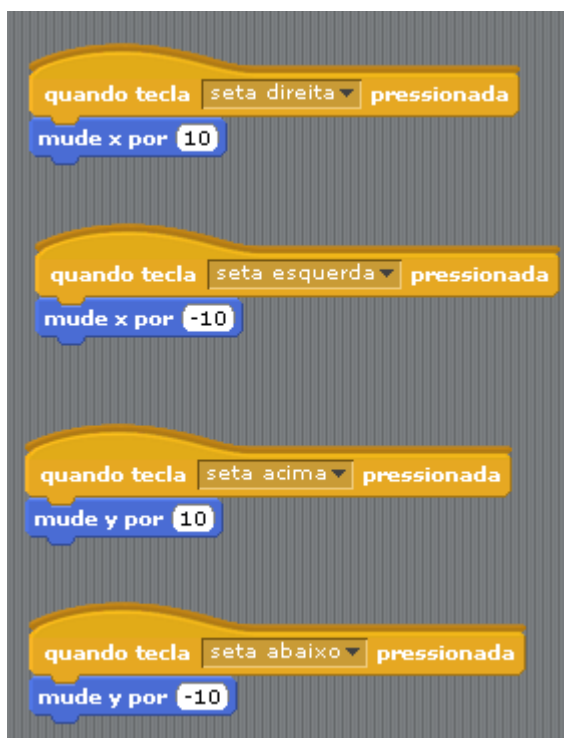 quando tecla seta direita pressionada
mude x por 10
quando tecla seta esquerda pressionada
mude x por -10
quando tecla seta acima pressionada
mude y por 10
quando tecla seta abaixo pressionada
mude y por -10